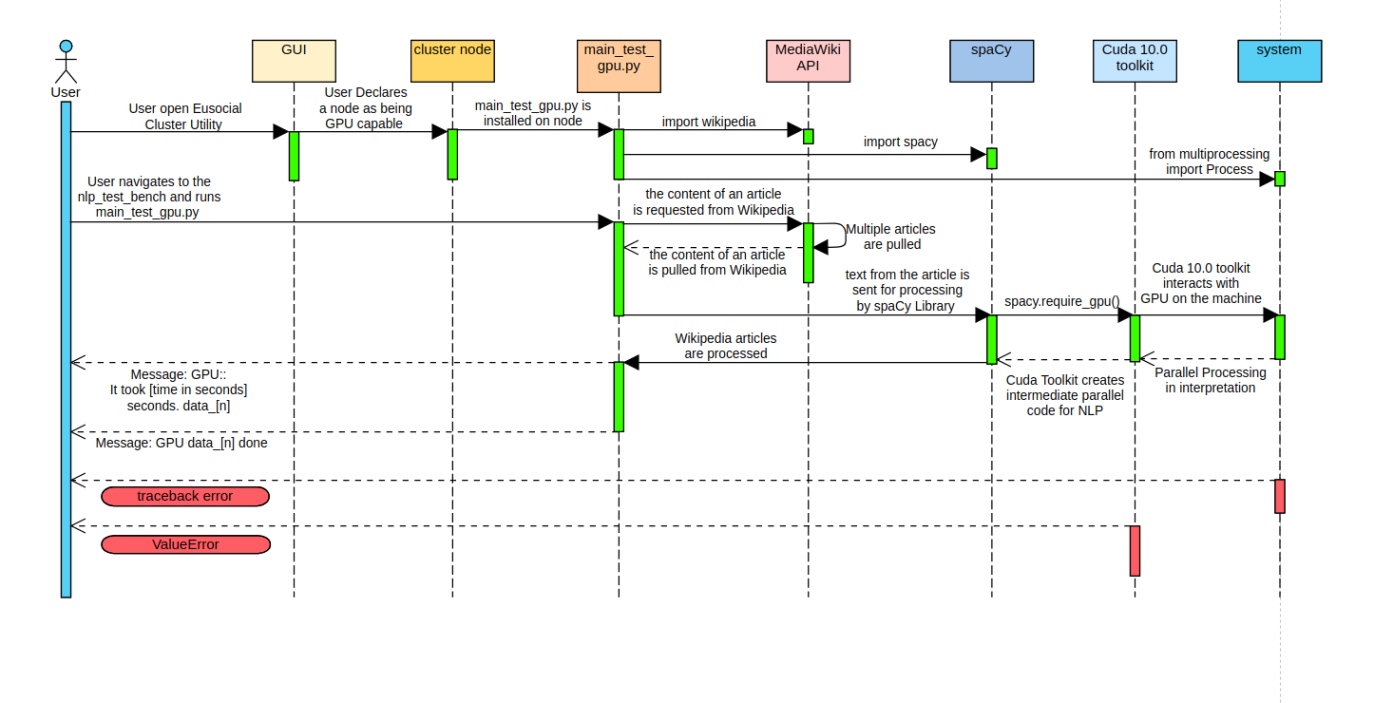 GUI
cluster node
main_test_
gpu.py
MediaWiki
API
spaCy
Cuda 10.0
toolkit
system
User
User open Eusocial
Cluster Utility
User Declares
a node as being
GPU capable
main_test_gpu.py is
installed on node
import wikipedia
import spacy
from multiprocessing
import Process
User navigates to the
nlp_test_bench and runs
main_test_gpu.py
the content of an article
is requested from Wikipedia
Multiple articles
are pulled
the content of an article
is pulled from Wikipedia
text from the article is
sent for processing
by spaCy Library
spacy.require_gpu()
Cuda 10.0 toolkit
interacts with
GPU on the machine
Wikipedia articles
are processed
Parallel Processing
in interpretation
Cuda Toolkit creates
intermediate parallel
code for NLP
Message: GPU::
It took [time in seconds]
seconds. data_[n]
Message: GPU data_[n] done
traceback error
ValueError